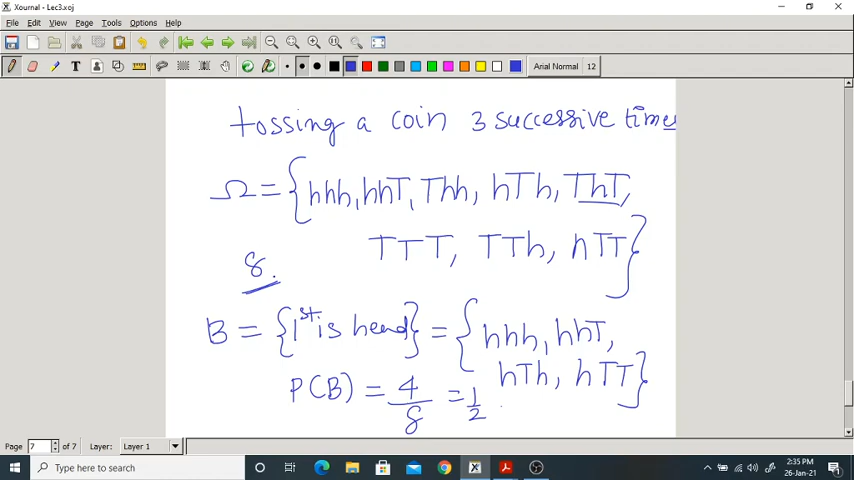 Xournal - Lec3.xoj
File Edit View Page Tools Options Help
Arial Normal 12
tossing a coin 3 successive times
Ω = { hhh, hhT, Thh, hTh, ThT,
TTT, TTh, hTT }
8.
B = { 1st is head } = { hhh, hhT,
hTh, hTT }
P(B) = 4/8 = 1/2
Page 7 of 7 Layer: Layer 1
Type here to search
2:35 PM
26-Jan-21